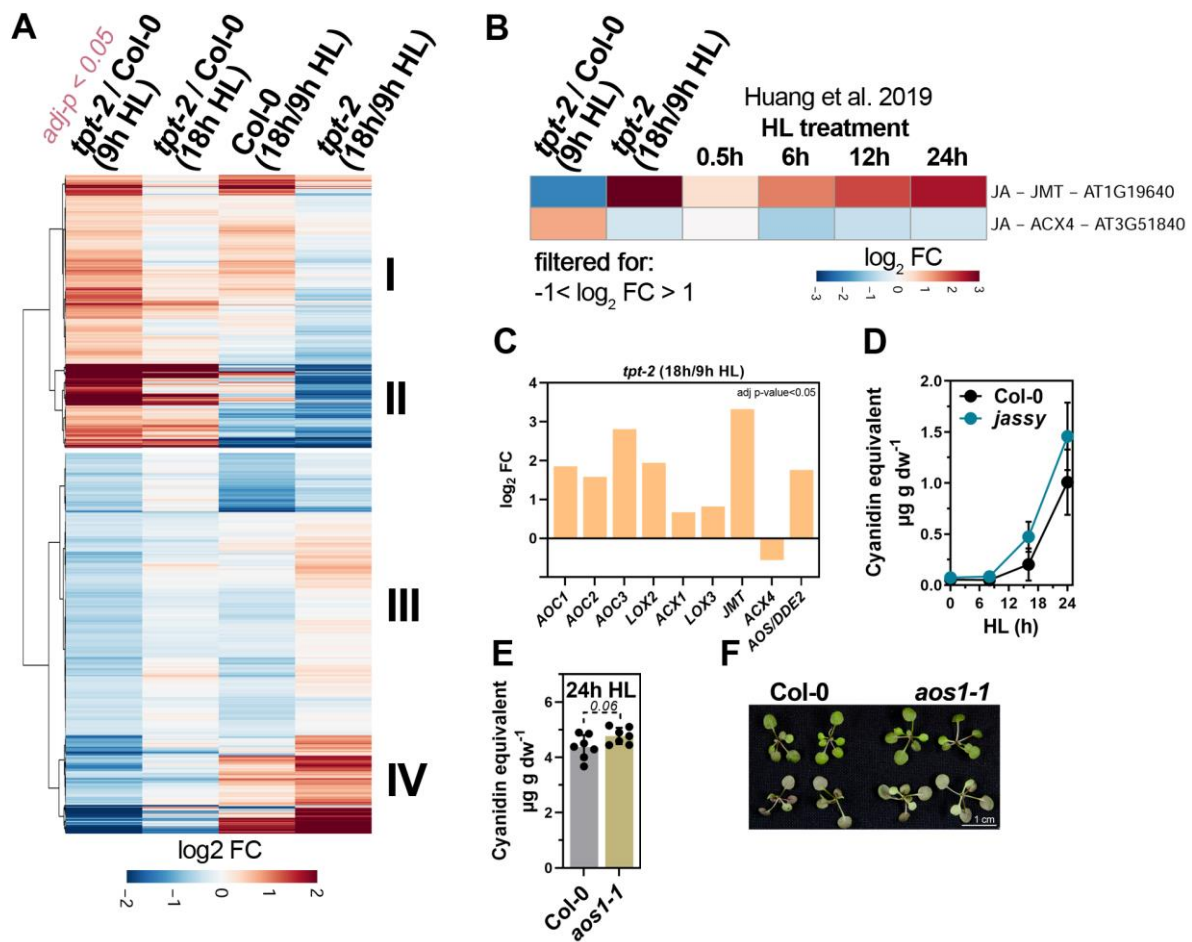 A
adj-p < 0.05
tpt-2 / Col-0
(9h HL)
tpt-2 / Col-0
(18h HL)
Col-0
(18h/9h HL)
tpt-2
(18h/9h HL)
I
II
III
IV
log2 FC
-2
-1
0
1
2
B
tpt-2 / Col-0
(9h HL)
tpt-2
(18h/9h HL)
Huang et al. 2019
HL treatment
0.5h 6h 12h 24h
JA – JMT – AT1G19640
JA – ACX4 – AT3G51840
filtered for:
-1< log2 FC > 1
log2 FC
-3
-2
-1
0
1
2
3
C
tpt-2 (18h/9h HL)
adj p-value<0.05
log2 FC
4
3
2
1
0
AOC1
AOC2
AOC3
LOX2
ACX1
LOX3
JMT
ACX4
AOS/DDE2
D
Cyanidin equivalent
µg g dw-1
2.0
1.5
1.0
0.5
0.0
Col-0
jassy
0 6 12 18 24
HL (h)
E
24h HL
0.06
Cyanidin equivalent
µg g dw-1
6
4
2
0
Col-0
aos1-1
F
Col-0 aos1-1
1 cm